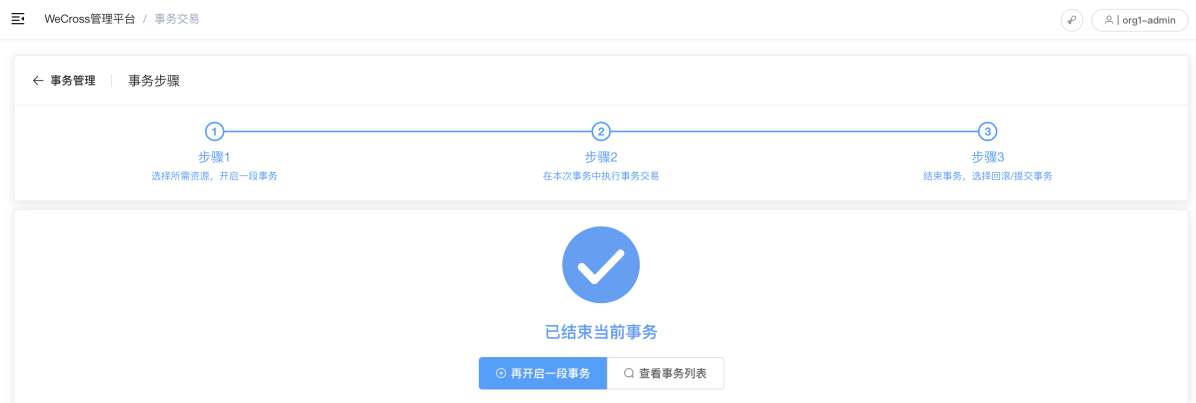 WeCross管理平台 / 事务交易
org1-admin
事务管理 事务步骤
1 2 3
步骤1 步骤2 步骤3
选择所需资源，开启一段事务 在本次事务中执行事务交易 结束事务，选择回滚/提交事务
已结束当前事务
再开启一段事务 查看事务列表